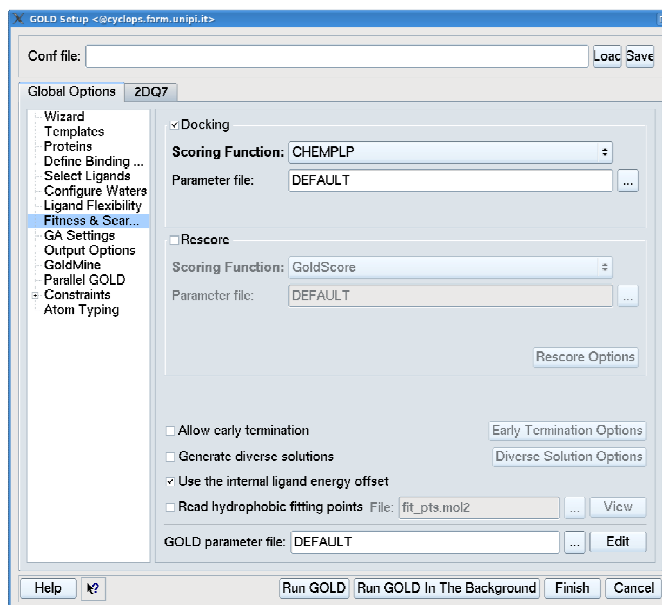 GOLD Setup <@cyclops.farm.unipi.it>
Conf file: Load Save
Global Options 2DQ7
Wizard
Templates
Proteins
Define Binding ...
Select Ligands
Configure Waters
Ligand Flexibility
Fitness & Sear...
GA Settings
Output Options
GoldMine
Parallel GOLD
Constraints
Atom Typing
Docking
Scoring Function: CHEMPLP
Parameter file: DEFAULT ...
Rescore
Scoring Function: GoldScore
Parameter file: DEFAULT ...
Rescore Options
Allow early termination Early Termination Options
Generate diverse solutions Diverse Solution Options
Use the internal ligand energy offset
Read hydrophobic fitting points File: fit_pts.mol2 ... View
GOLD parameter file: DEFAULT ... Edit
Help ? Run GOLD Run GOLD In The Background Finish Cancel